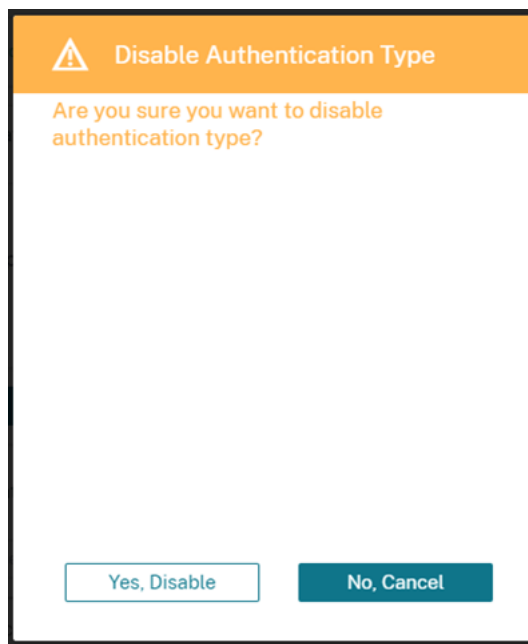 Disable Authentication Type
Are you sure you want to disable
authentication type?
Yes, Disable
No, Cancel